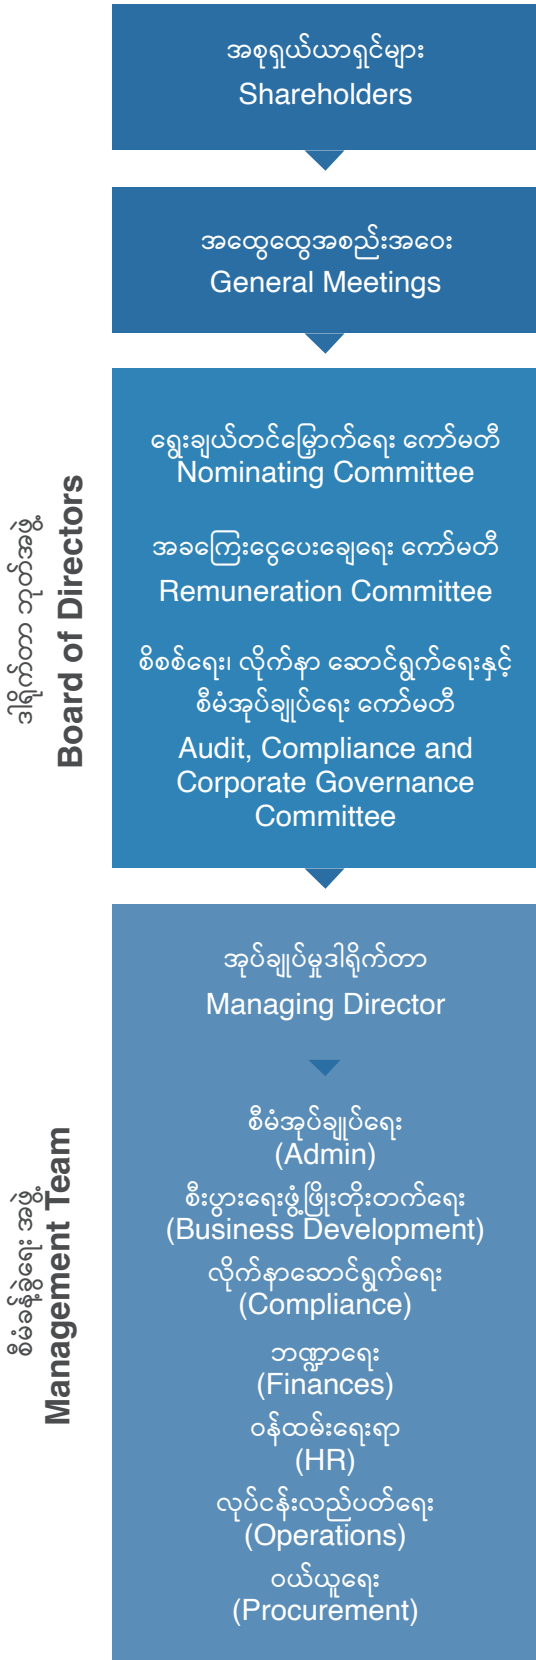 အစုရှယ်ယာရှင်များ
Shareholders
အထွေထွေအစည်းအဝေး
General Meetings
ဒါရိုက်တာ ဘုတ်အဖွဲ့
Board of Directors
ရွေးချယ်တင်မြှောက်ရေး ကော်မတီ
Nominating Committee
အခကြေးငွေပေးချေရေး ကော်မတီ
Remuneration Committee
စိစစ်ရေး၊ လိုက်နာ ဆောင်ရွက်ရေးနှင့်
စီမံအုပ်ချုပ်ရေး ကော်မတီ
Audit, Compliance and
Corporate Governance
Committee
စီမံခန့်ခွဲရေး အဖွဲ့
Management Team
အုပ်ချုပ်မှုဒါရိုက်တာ
Managing Director
စီမံအုပ်ချုပ်ရေး
(Admin)
စီးပွားရေးဖွံ့ဖြိုးတိုးတက်ရေး
(Business Development)
လိုက်နာဆောင်ရွက်ရေး
(Compliance)
ဘဏ္ဍာရေး
(Finances)
ဝန်ထမ်းရေးရာ
(HR)
လုပ်ငန်းလည်ပတ်ရေး
(Operations)
ဝယ်ယူရေး
(Procurement)